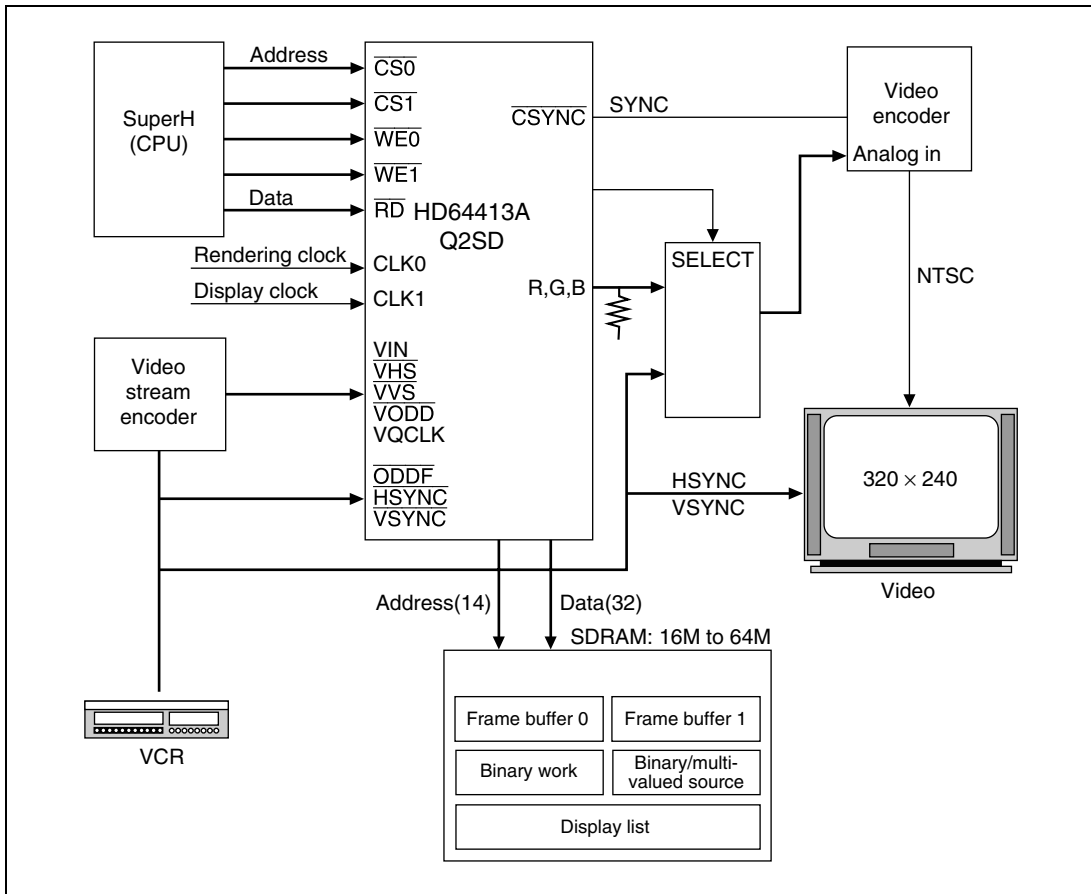 SuperH
(CPU)
Address
Data
Rendering clock
Display clock
Video
stream
encoder
CS0
CS1
WE0
WE1
RD
CLK0
CLK1
VIN
VHS
VVS
VODD
VQCLK
ODDF
HSYNC
VSYNC
HD64413A
Q2SD
CSYNC
R,G,B
SYNC
SELECT
Video
encoder
Analog in
NTSC
HSYNC
VSYNC
320 × 240
Video
VCR
Address(14)
Data(32)
SDRAM: 16M to 64M
Frame buffer 0
Frame buffer 1
Binary work
Binary/multi-
valued source
Display list